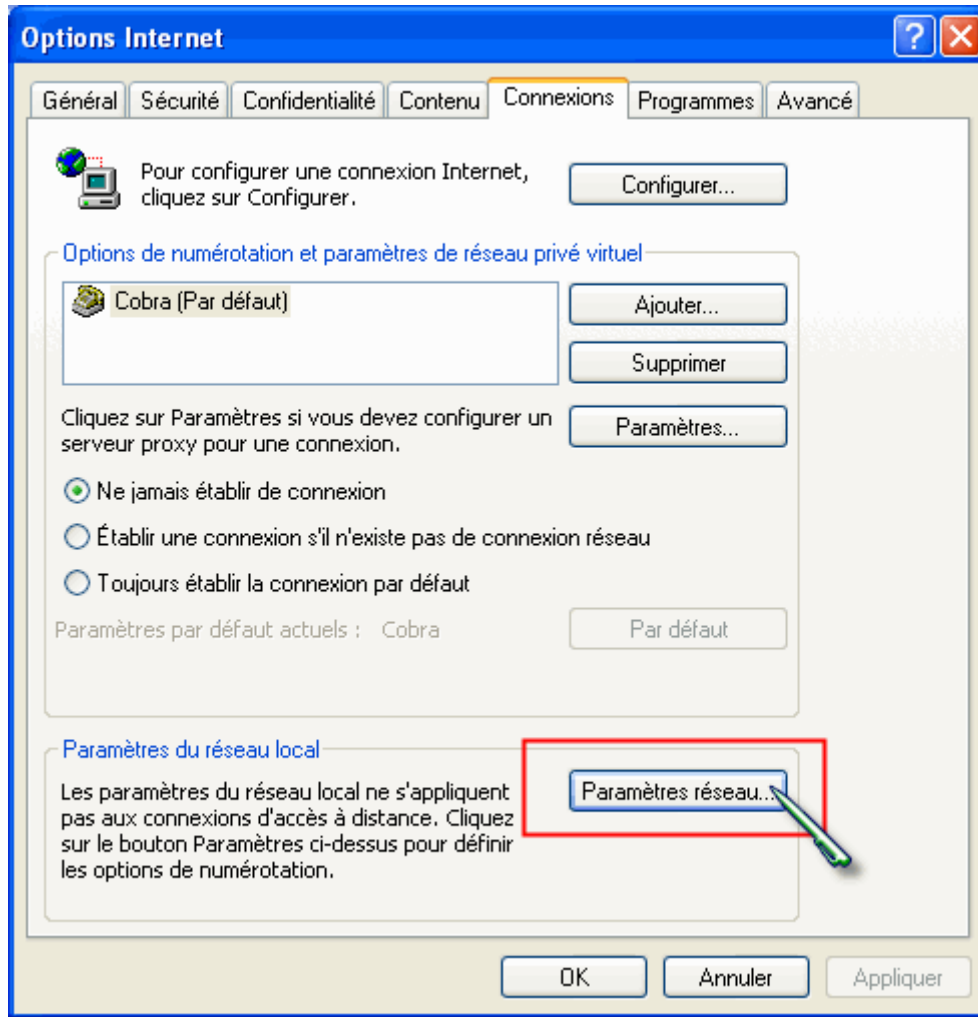 Options Internet
Général Sécurité Confidentialité Contenu Connexions Programmes Avancé
Pour configurer une connexion Internet,
cliquez sur Configurer.
Configurer...
Options de numérotation et paramètres de réseau privé virtuel
Cobra (Par défaut)
Ajouter...
Supprimer
Cliquez sur Paramètres si vous devez configurer un
serveur proxy pour une connexion.
Paramètres...
Ne jamais établir de connexion
Établir une connexion s'il n'existe pas de connexion réseau
Toujours établir la connexion par défaut
Paramètres par défaut actuels : Cobra
Par défaut
Paramètres du réseau local
Les paramètres du réseau local ne s'appliquent
pas aux connexions d'accès à distance. Cliquez
sur le bouton Paramètres ci-dessus pour définir
les options de numérotation.
Paramètres réseau...
OK Annuler Appliquer